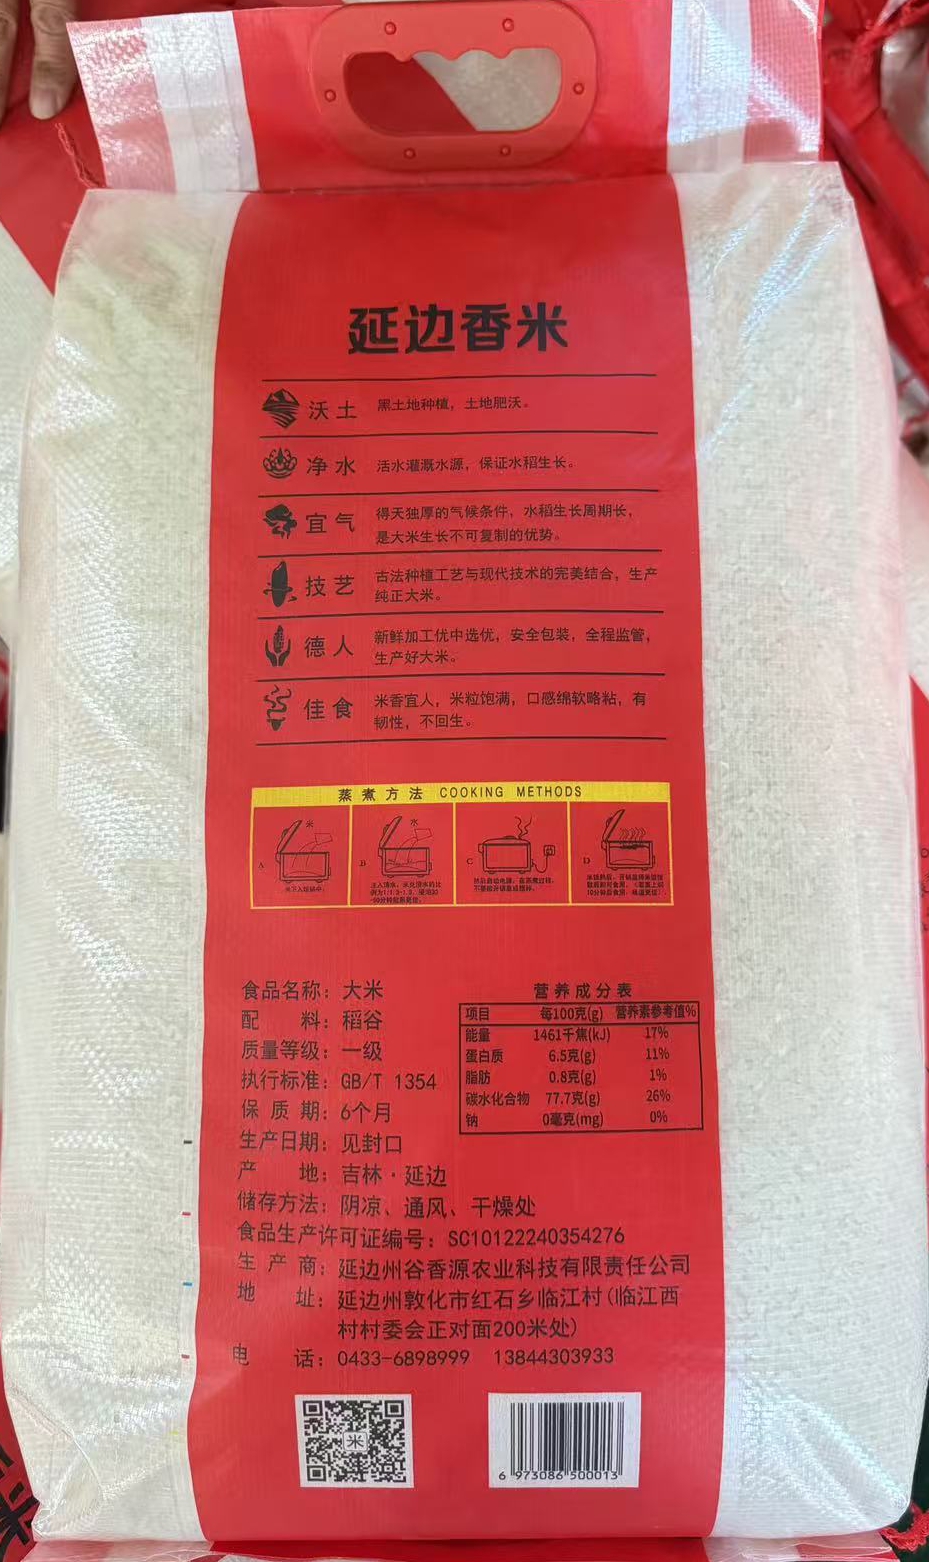 延边香米
沃土 黑土地种植，土地肥沃。
净水 活水灌溉水源，保证水稻生长。
宜气 得天独厚的气候条件，水稻生长周期长，
是大米生长不可复制的优势。
技艺 古法种植工艺与现代技术的完美结合，生产
纯正大米。
德人 新鲜加工优中选优，安全包装，全程监管，
生产好大米。
佳食 米香宜人，米粒饱满，口感绵软略粘，有
韧性，不回生。
蒸煮方法 COOKING METHODS
米
水
A
B
C
D
食品名称：大米
配 料：稻谷
质量等级：一级
执行标准：GB/T 1354
保 质 期：6个月
生产日期：见封口
产 地：吉林·延边
储存方法：阴凉、通风、干燥处
食品生产许可证编号：SC10122240354276
生 产 商：延边州谷香源农业科技有限责任公司
地 址：延边州敦化市红石乡临江村(临江西
村村委会正对面200米处)
电 话：0433-6898999 13844303933
营养成分表
项目 每100克(g) 营养素参考值%
能量 1461千焦(kJ) 17%
蛋白质 6.5克(g) 11%
脂肪 0.8克(g) 1%
碳水化合物 77.7克(g) 26%
钠 0毫克(mg) 0%
米
6 973086 500013